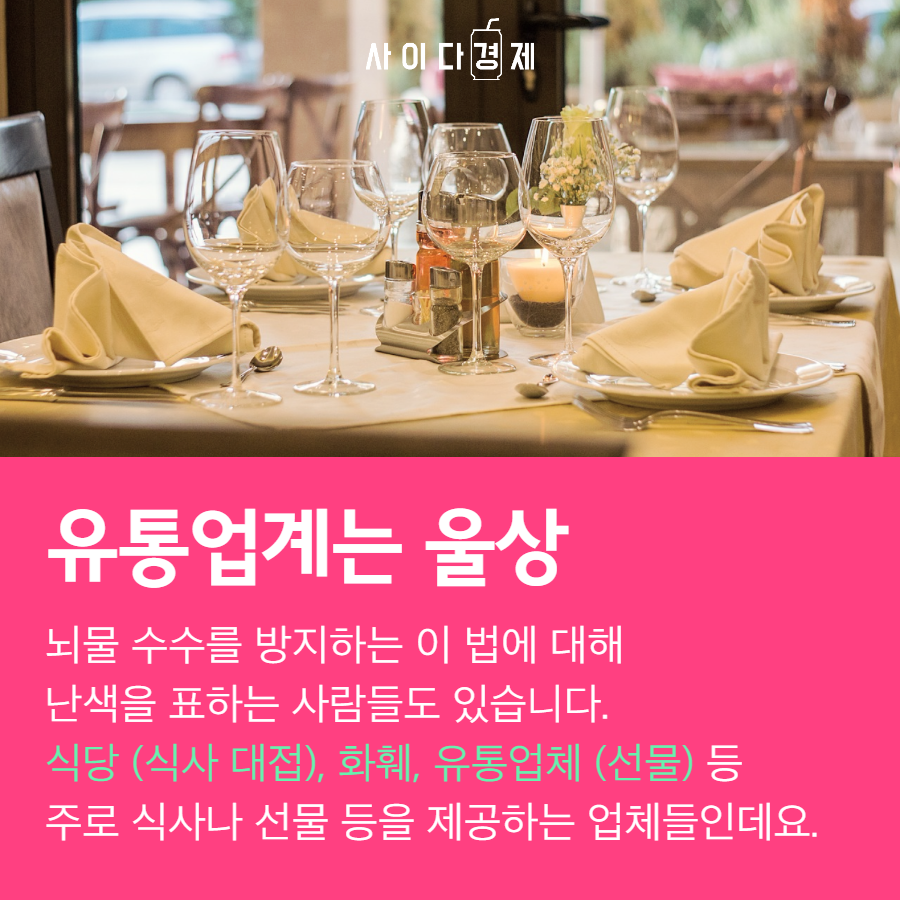 사이다경제
유통업계는 울상
뇌물 수수를 방지하는 이 법에 대해
난색을 표하는 사람들도 있습니다.
식당 (식사 대접), 화훼, 유통업체 (선물) 등
주로 식사나 선물 등을 제공하는 업체들인데요.